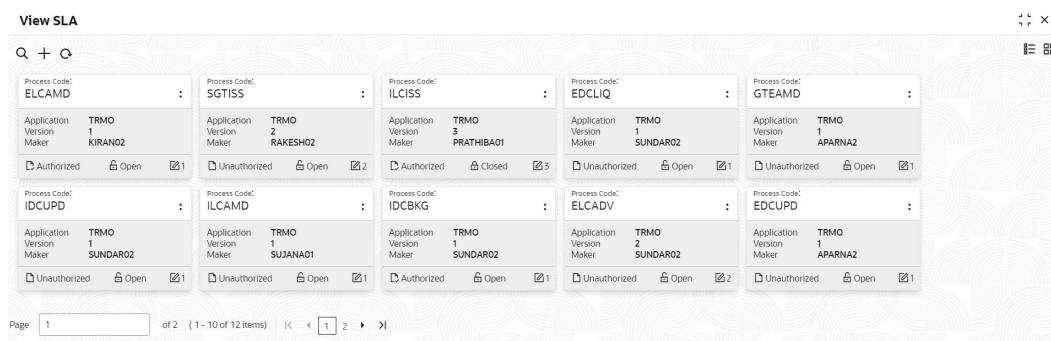 View SLA
Process Code:
ELCAMD
Application TRMO
Version 1
Maker KIRAN02
Authorized Open 1
Process Code:
SGTISS
Application TRMO
Version 2
Maker RAKESH02
Unauthorized Open 2
Process Code:
ILCISS
Application TRMO
Version 3
Maker PRATHIBA01
Authorized Closed 3
Process Code:
EDCLIQ
Application TRMO
Version 1
Maker SUNDAR02
Unauthorized Open 1
Process Code:
GTEAMD
Application TRMO
Version 1
Maker APARNA2
Unauthorized Open 1
Process Code:
IDCUPD
Application TRMO
Version 1
Maker SUNDAR02
Unauthorized Open 1
Process Code:
ILCAMD
Application TRMO
Version 1
Maker SUJANA01
Unauthorized Open 1
Process Code:
IDCBKG
Application TRMO
Version 1
Maker SUNDAR02
Authorized Open 1
Process Code:
ELCADV
Application TRMO
Version 2
Maker SUNDAR02
Unauthorized Open 2
Process Code:
EDCUPD
Application TRMO
Version 1
Maker APARNA2
Unauthorized Open 1
Page 1 of 2 (1 - 10 of 12 items) 1 2